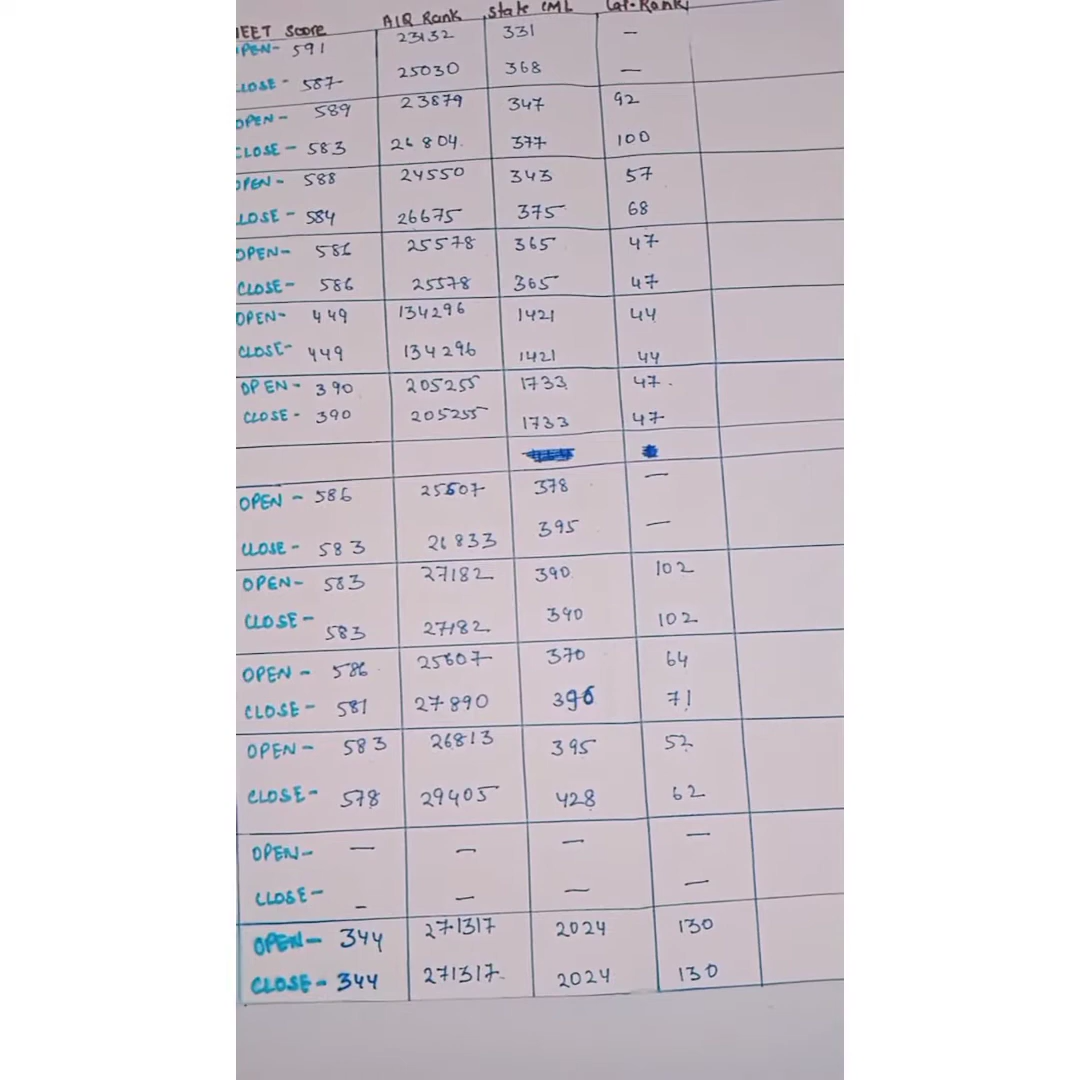 NEET Score AIQ Rank State CML Cat-Rank
OPEN- 591 23132 331 —
CLOSE- 587 25030 368 —
OPEN- 589 23879 347 92
CLOSE- 583 26804. 377 100
OPEN- 588 24550 343 57
CLOSE- 584 26675 375 68
OPEN- 586 25578 365 47
CLOSE- 586 25578 365 47
OPEN- 449 134296 1421 44
CLOSE- 449 134296 1421 44
OPEN- 390 205255 1733 47.
CLOSE- 390 205255 1733 47
OPEN- 586 25607 378 —
CLOSE- 583 26833 395 —
OPEN- 583 27182 390 102
CLOSE- 583 27182 390 102
OPEN- 586 25607 370 64
CLOSE- 581 27890 396 71
OPEN- 583 26813 395 52
CLOSE- 578 29405 428 62
OPEN- — — — —
CLOSE- — — — —
OPEN- 344 271317 2024 130
CLOSE- 344 271317 2024 130